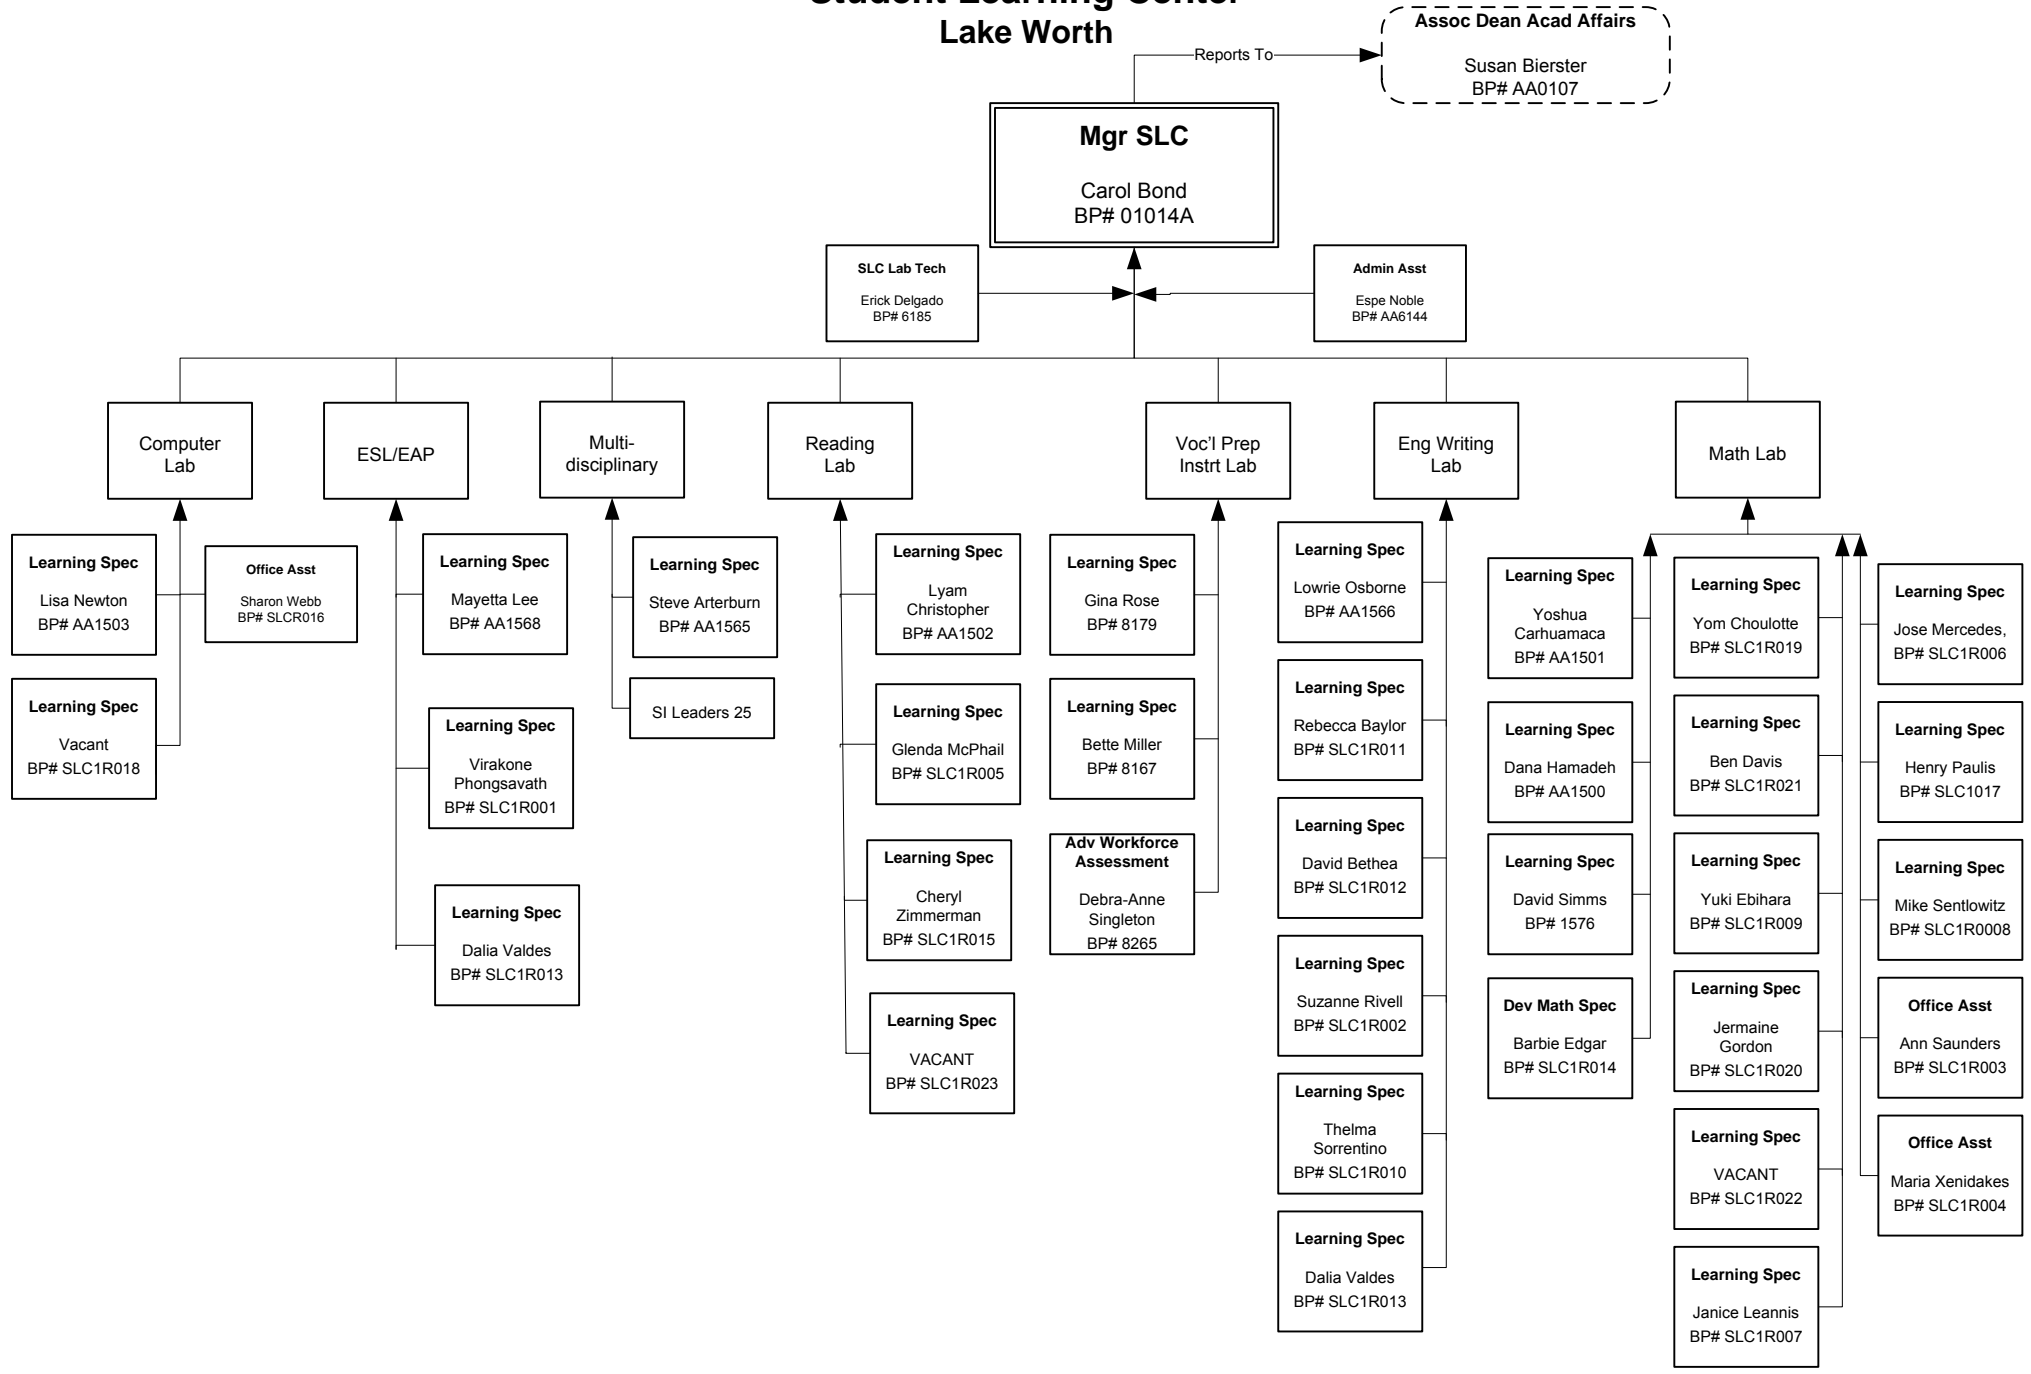 Student Learning Center
Lake Worth
Reports To
Assoc Dean Acad Affairs
Susan Bierster
BP# AA0107
Mgr SLC
Carol Bond
BP# 01014A
SLC Lab Tech
Erick Delgado
BP# 6185
Admin Asst
Espe Noble
BP# AA6144
Computer
Lab
ESL/EAP
Multi-
disciplinary
Reading
Lab
Voc'l Prep
Instrt Lab
Eng Writing
Lab
Math Lab
Learning Spec
Lisa Newton
BP# AA1503
Office Asst
Sharon Webb
BP# SLCR016
Learning Spec
Vacant
BP# SLC1R018
Learning Spec
Mayetta Lee
BP# AA1568
Learning Spec
Virakone
Phongsavath
BP# SLC1R001
Learning Spec
Dalia Valdes
BP# SLC1R013
Learning Spec
Steve Arterburn
BP# AA1565
SI Leaders 25
Learning Spec
Lyam
Christopher
BP# AA1502
Learning Spec
Glenda McPhail
BP# SLC1R005
Learning Spec
Cheryl
Zimmerman
BP# SLC1R015
Learning Spec
VACANT
BP# SLC1R023
Learning Spec
Gina Rose
BP# 8179
Learning Spec
Bette Miller
BP# 8167
Adv Workforce
Assessment
Debra-Anne
Singleton
BP# 8265
Learning Spec
Lowrie Osborne
BP# AA1566
Learning Spec
Rebecca Baylor
BP# SLC1R011
Learning Spec
David Bethea
BP# SLC1R012
Learning Spec
Suzanne Rivell
BP# SLC1R002
Learning Spec
Thelma
Sorrentino
BP# SLC1R010
Learning Spec
Dalia Valdes
BP# SLC1R013
Learning Spec
Yoshua
Carhuamaca
BP# AA1501
Learning Spec
Dana Hamadeh
BP# AA1500
Learning Spec
David Simms
BP# 1576
Dev Math Spec
Barbie Edgar
BP# SLC1R014
Learning Spec
Yom Choulotte
BP# SLC1R019
Learning Spec
Ben Davis
BP# SLC1R021
Learning Spec
Yuki Ebihara
BP# SLC1R009
Learning Spec
Jermaine
Gordon
BP# SLC1R020
Learning Spec
VACANT
BP# SLC1R022
Learning Spec
Janice Leannis
BP# SLC1R007
Learning Spec
Jose Mercedes,
BP# SLC1R006
Learning Spec
Henry Paulis
BP# SLC1017
Learning Spec
Mike Sentlowitz
BP# SLC1R0008
Office Asst
Ann Saunders
BP# SLC1R003
Office Asst
Maria Xenidakes
BP# SLC1R004